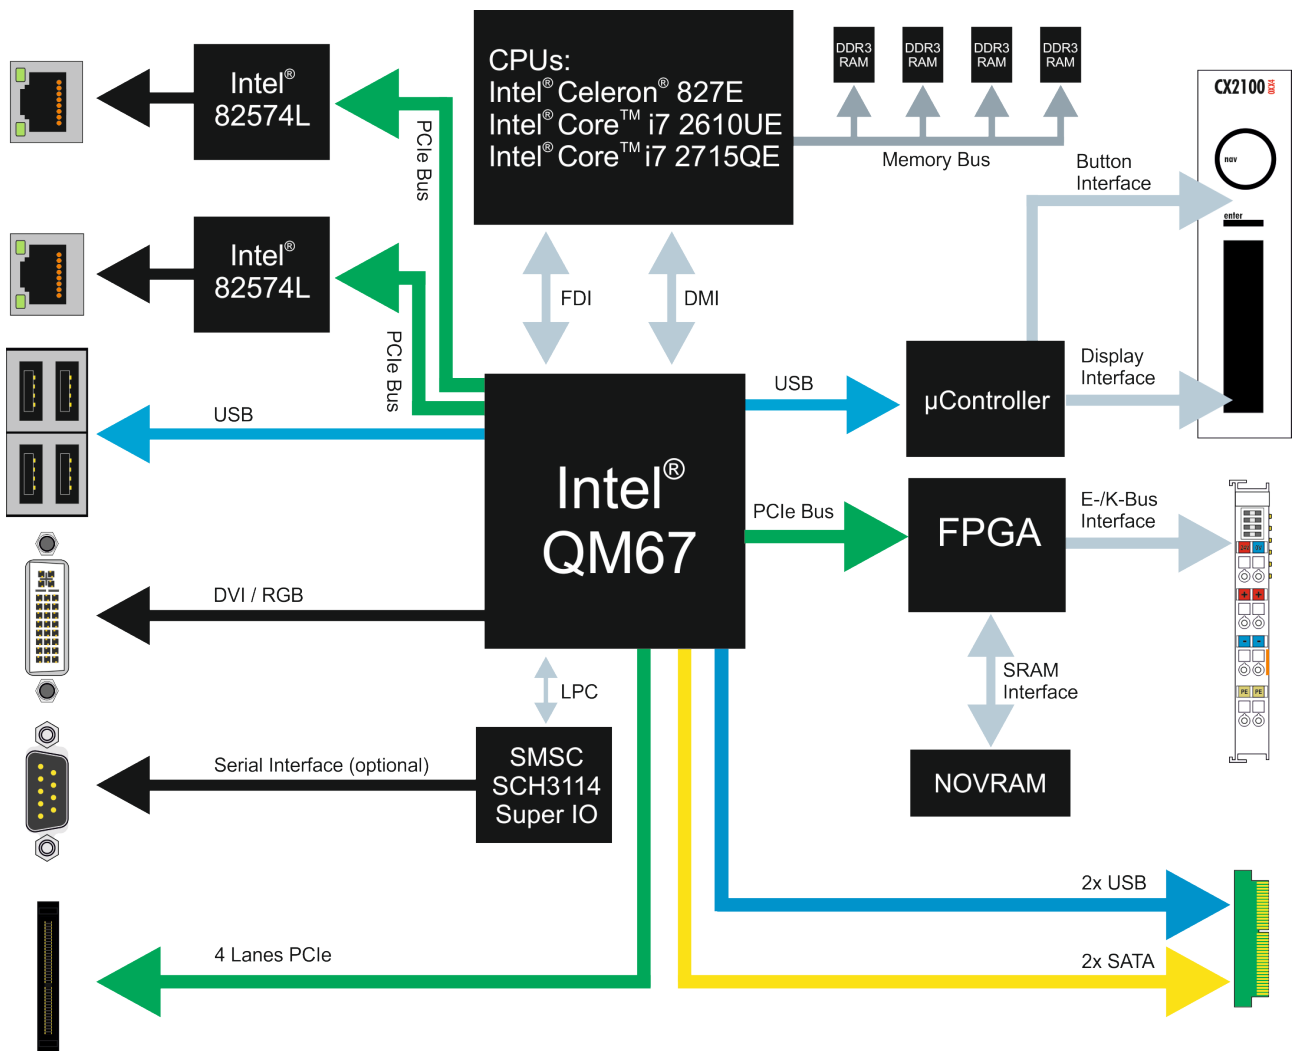 Intel®
82574L
PCIe Bus
CPUs:
Intel® Celeron® 827E
Intel® Core™ i7 2610UE
Intel® Core™ i7 2715QE
DDR3
RAM
DDR3
RAM
DDR3
RAM
DDR3
RAM
Memory Bus
CX2100
nav
enter
Button
Interface
Intel®
82574L
PCIe Bus
FDI
DMI
USB
USB
µController
Display
Interface
Intel®
QM67
PCIe Bus
FPGA
E-/K-Bus
Interface
DVI / RGB
LPC
SRAM
Interface
+ +
- -
PE PE
Serial Interface (optional)
SMSC
SCH3114
Super IO
NOVRAM
2x USB
4 Lanes PCIe
2x SATA